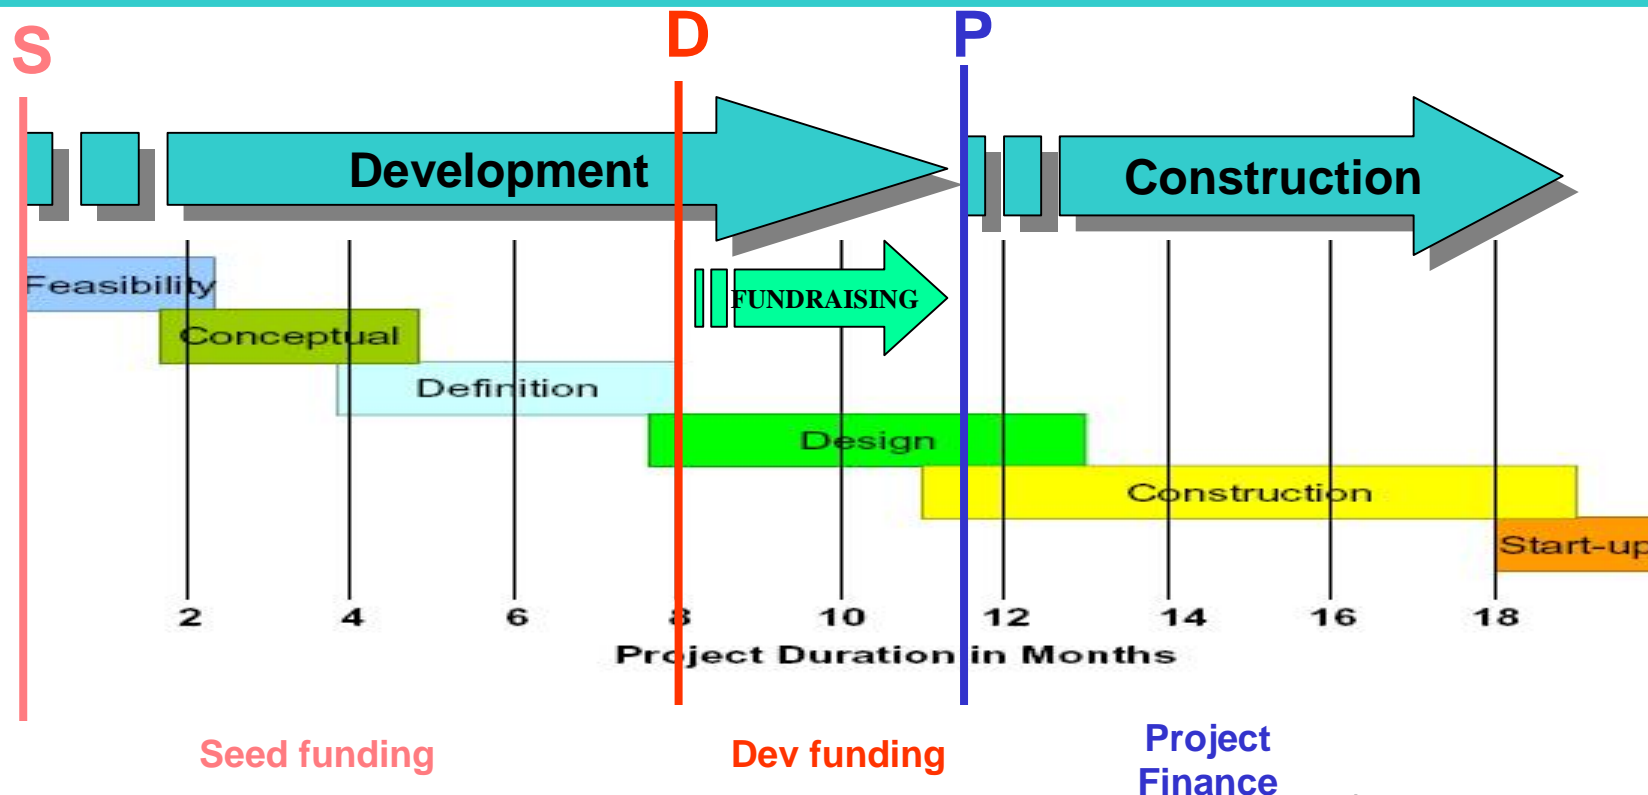 S
D
P
Development
Construction
Feasibility
FUNDRAISING
Conceptual
Definition
Design
Construction
Start-up
2 4 6 8 10 12 14 16 18
Project Duration in Months
Seed funding
Dev funding
Project
Finance